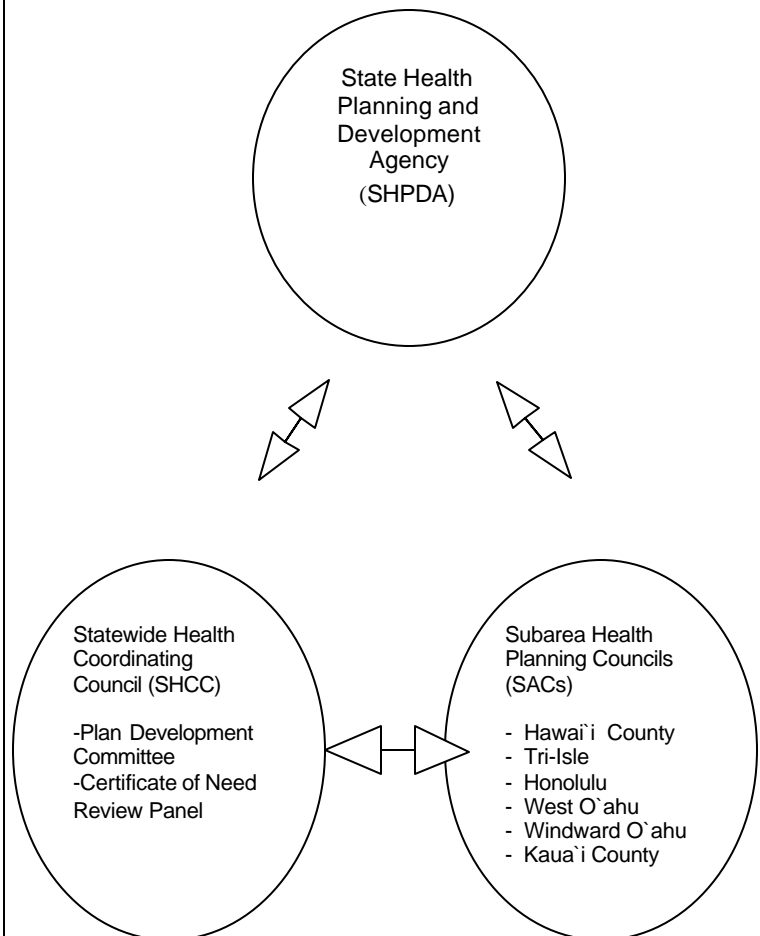 State Health
Planning and
Development
Agency
(SHPDA)
Statewide Health
Coordinating
Council (SHCC)
-Plan Development
Committee
-Certificate of Need
Review Panel
Subarea Health
Planning Councils
(SACs)
- Hawai`i County
- Tri-Isle
- Honolulu
- West O`ahu
- Windward O`ahu
- Kaua`i County